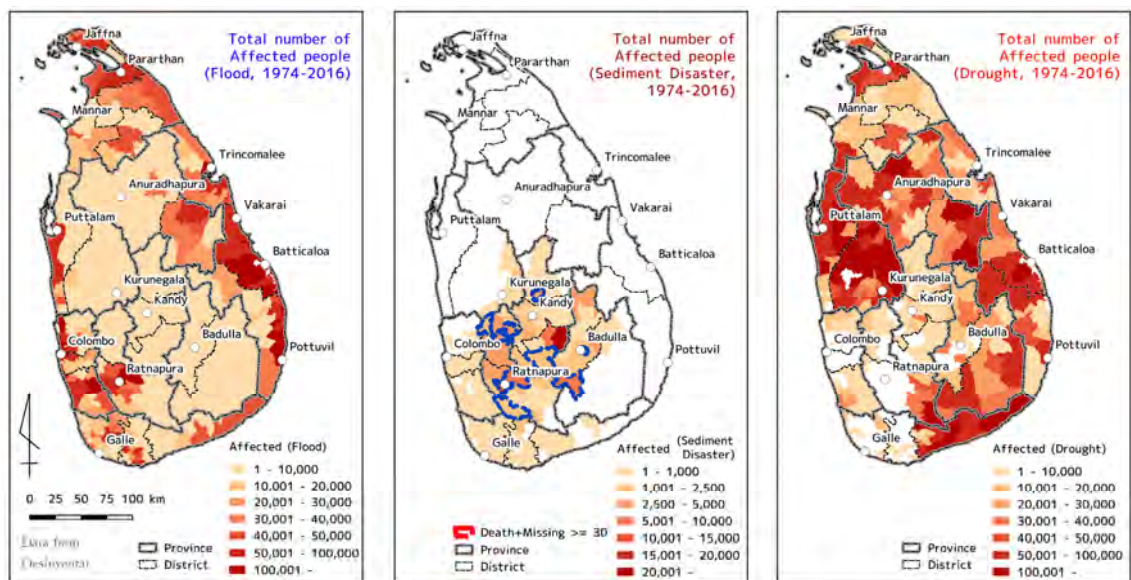 Total number of
Affected people
(Flood, 1974-2016)
Jaffna
Pararthan
Mannar
Trincomalee
Anuradhapura
Vakarai
Puttalam
Batticaloa
Kurunegala
Kandy
Badulla
Colombo
Pottuvil
Ratnapura
Galle
Affected (Flood)
1 - 10,000
10,001 - 20,000
20,001 - 30,000
30,001 - 40,000
40,001 - 50,000
50,001 - 100,000
100,001 -
0 25 50 75 100 km
Data from
DesInventar
Province
District
Total number of
Affected people
(Sediment Disaster,
1974-2016)
Jaffna
Pararthan
Mannar
Trincomalee
Anuradhapura
Vakarai
Puttalam
Batticaloa
Kurunegala
Kandy
Badulla
Colombo
Pottuvil
Ratnapura
Galle
Affected (Sediment
Disaster)
1 - 1,000
1,001 - 2,500
2,500 - 5,000
5,001 - 10,000
10,001 - 15,000
15,001 - 20,000
20,001 -
Death+Missing >= 30
Province
District
Total number of
Affected people
(Drought, 1974-2016)
Jaffna
Pararthan
Mannar
Trincomalee
Anuradhapura
Vakarai
Puttalam
Batticaloa
Kurunegala
Kandy
Badulla
Colombo
Pottuvil
Ratnapura
Galle
Affected (Drought)
1 - 10,000
10,001 - 20,000
20,001 - 30,000
30,001 - 40,000
40,001 - 50,000
50,001 - 100,000
100,001 -
Province
District